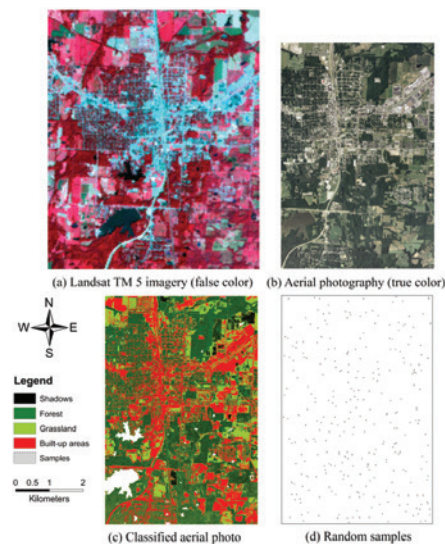 (a) Landsat TM 5 imagery (false color)
(b) Aerial photography (true color)
N
W E
S
Legend
Shadows
Forest
Grassland
Built-up areas
Samples
0 0.5 1 2
Kilometers
(c) Classified aerial photo
(d) Random samples